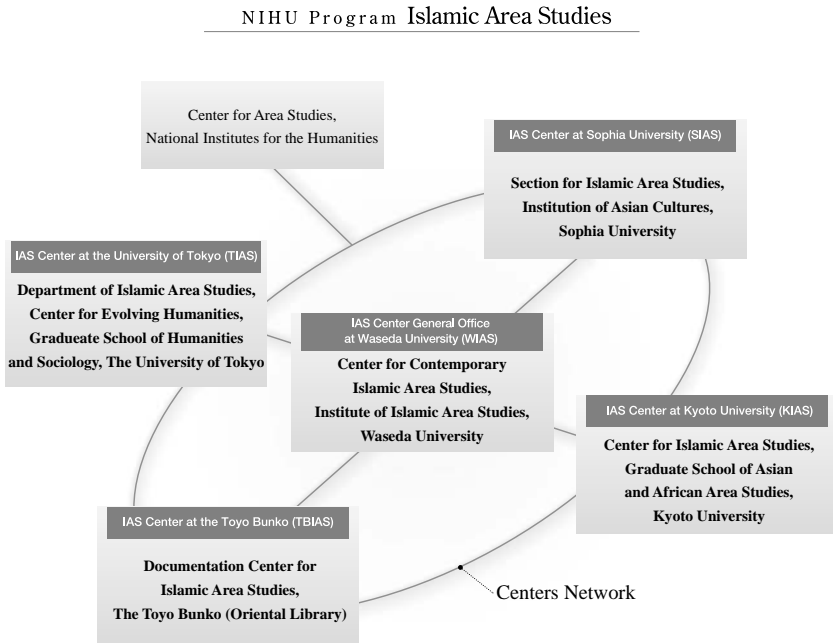 NIHU Program Islamic Area Studies
Center for Area Studies,
National Institutes for the Humanities
IAS Center at Sophia University (SIAS)
Section for Islamic Area Studies,
Institution of Asian Cultures,
Sophia University
IAS Center at the University of Tokyo (TIAS)
Department of Islamic Area Studies,
Center for Evolving Humanities,
Gradueate School of Humanities
and Sociology, The University of Tokyo
IAS Center General Office
at Waseda University (WIAS)
Center for Contemporary
Islamic Area Studies,
Institute of Islamic Area Studies,
Waseda University
IAS Center at Kyoto University (KIAS)
Center for Islamic Area Studies,
Graduate School of Asian
and African Area Studies,
Kyoto University
IAS Center at the Toyo Bunko (TBIAS)
Documentation Center for
Islamic Area Studies,
The Toyo Bunko (Oriental Library)
Centers Network